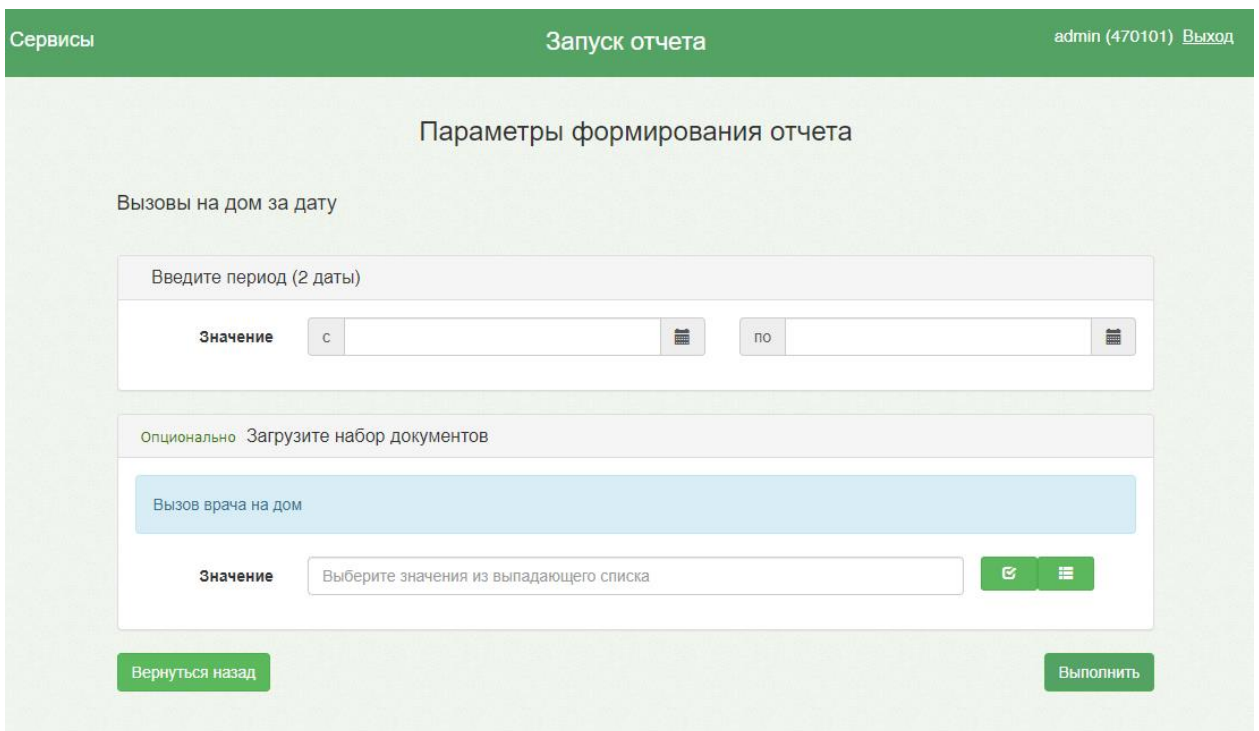 Сервисы
Запуск отчета
admin (470101) Выход
Параметры формирования отчета
Вызовы на дом за дату
Введите период (2 даты)
Значение с по
Опционально Загрузите набор документов
Вызов врача на дом
Значение Выберите значения из выпадающего списка
Вернуться назад
Выполнить